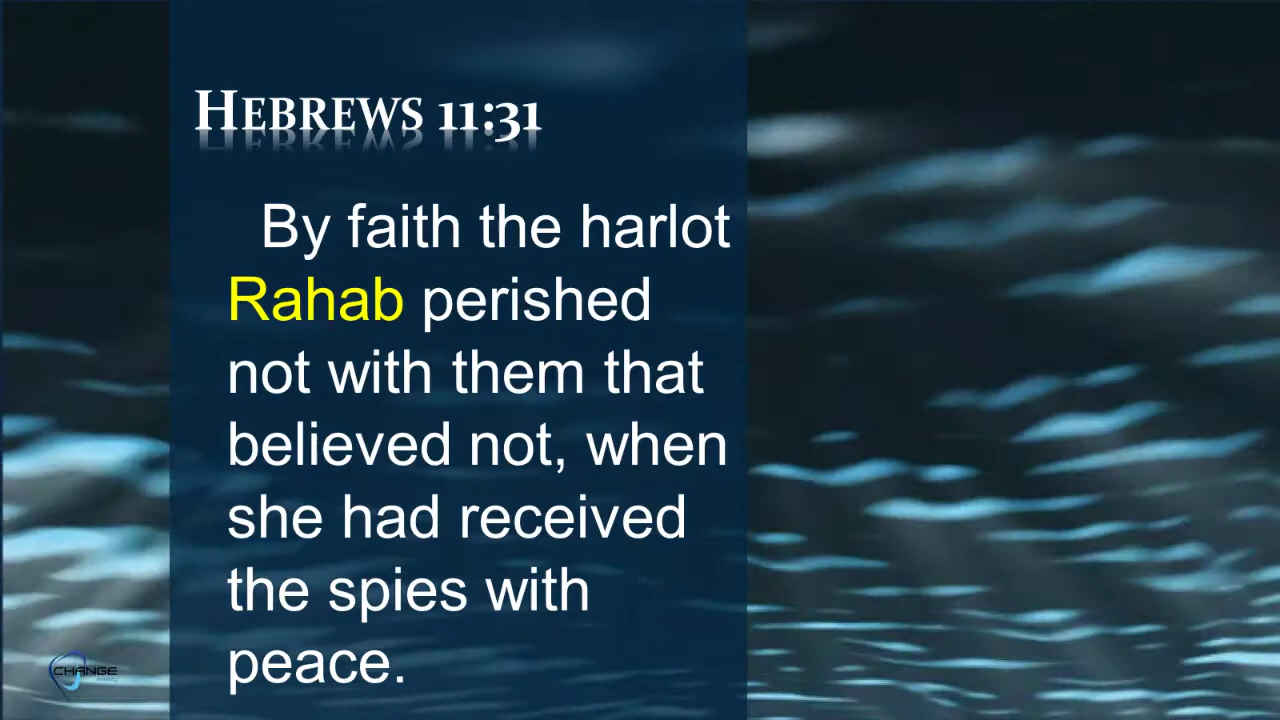 Hebrews 11:31
By faith the harlot
Rahab perished
not with them that
believed not, when
she had received
the spies with
peace.
CHANGE